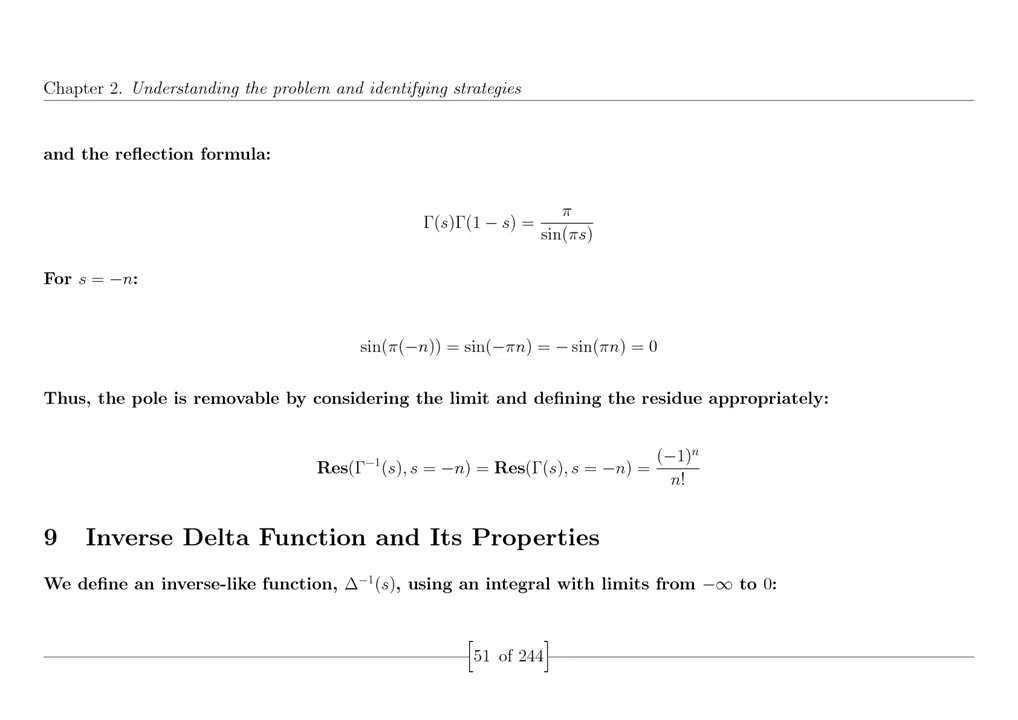 Chapter 2. Understanding the problem and identifying strategies
and the reflection formula:
Γ(s)Γ(1 − s) = π / sin(πs)
For s = −n:
sin(π(−n)) = sin(−πn) = − sin(πn) = 0
Thus, the pole is removable by considering the limit and defining the residue appropriately:
Res(Γ⁻¹(s), s = −n) = Res(Γ(s), s = −n) = (−1)ⁿ / n!
9 Inverse Delta Function and Its Properties
We define an inverse-like function, Δ⁻¹(s), using an integral with limits from −∞ to 0:
[51 of 244]